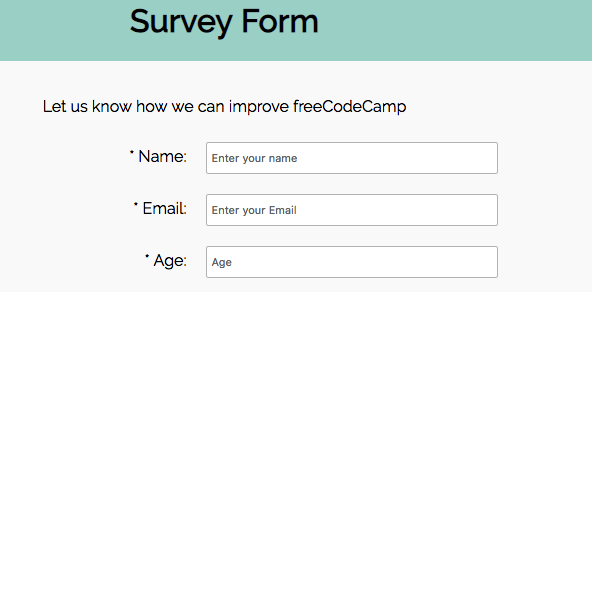 Survey Form
Let us know how we can improve freeCodeCamp
* Name: Enter your name
* Email: Enter your Email
* Age: Age